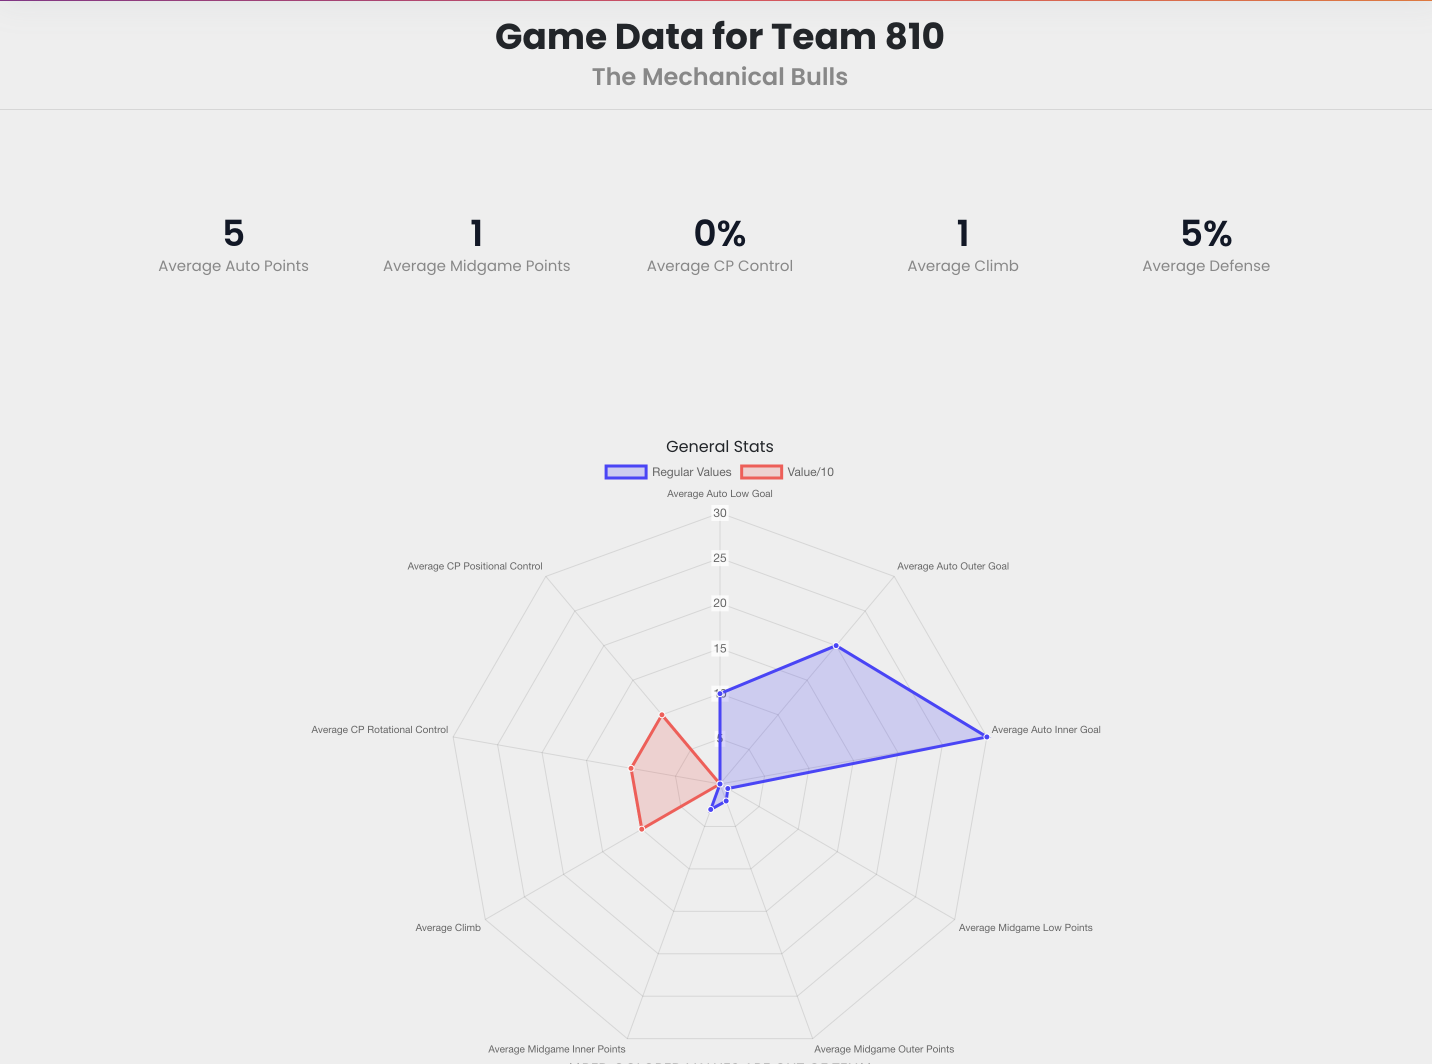 Game Data for Team 810
The Mechanical Bulls
5
Average Auto Points
1
Average Midgame Points
0%
Average CP Control
1
Average Climb
5%
Average Defense
General Stats
Regular Values
Value/10
Average Auto Low Goal
30
25
20
15
5
Average Auto Outer Goal
Average Auto Inner Goal
Average Midgame Low Points
Average Midgame Outer Points
Average Midgame Inner Points
Average Climb
Average CP Rotational Control
Average CP Positional Control